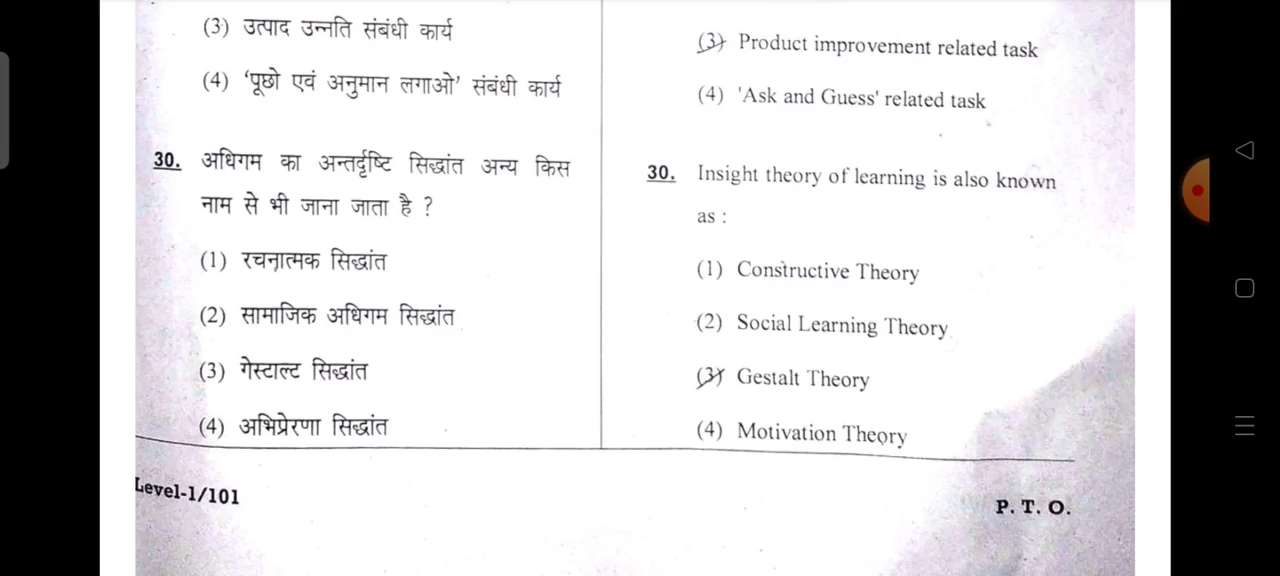 (3) उत्पाद उन्नति संबंधी कार्य
(4) 'पूछो एवं अनुमान लगाओ' संबंधी कार्य
30. अधिगम का अन्तर्दृष्टि सिद्धांत अन्य किस
नाम से भी जाना जाता है ?
(1) रचनात्मक सिद्धांत
(2) सामाजिक अधिगम सिद्धांत
(3) गेस्टाल्ट सिद्धांत
(4) अभिप्रेरणा सिद्धांत
(3) Product improvement related task
(4) 'Ask and Guess' related task
30. Insight theory of learning is also known
as :
(1) Constructive Theory
(2) Social Learning Theory
(3) Gestalt Theory
(4) Motivation Theory
Level-1/101
P. T. O.